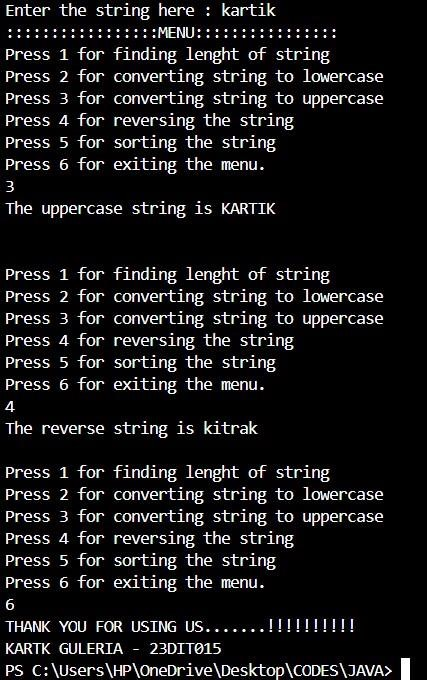 Enter the string here : kartik
:::::::::::::::::MENU::::::::::::::::
Press 1 for finding lenght of string
Press 2 for converting string to lowercase
Press 3 for converting string to uppercase
Press 4 for reversing the string
Press 5 for sorting the string
Press 6 for exiting the menu.
3
The uppercase string is KARTIK
Press 1 for finding lenght of string
Press 2 for converting string to lowercase
Press 3 for converting string to uppercase
Press 4 for reversing the string
Press 5 for sorting the string
Press 6 for exiting the menu.
4
The reverse string is kitrak
Press 1 for finding lenght of string
Press 2 for converting string to lowercase
Press 3 for converting string to uppercase
Press 4 for reversing the string
Press 5 for sorting the string
Press 6 for exiting the menu.
6
THANK YOU FOR USING US.......!!!!!!!!!!
KARTK GULERIA - 23DIT015
PS C:\Users\HP\OneDrive\Desktop\CODES\JAVA>